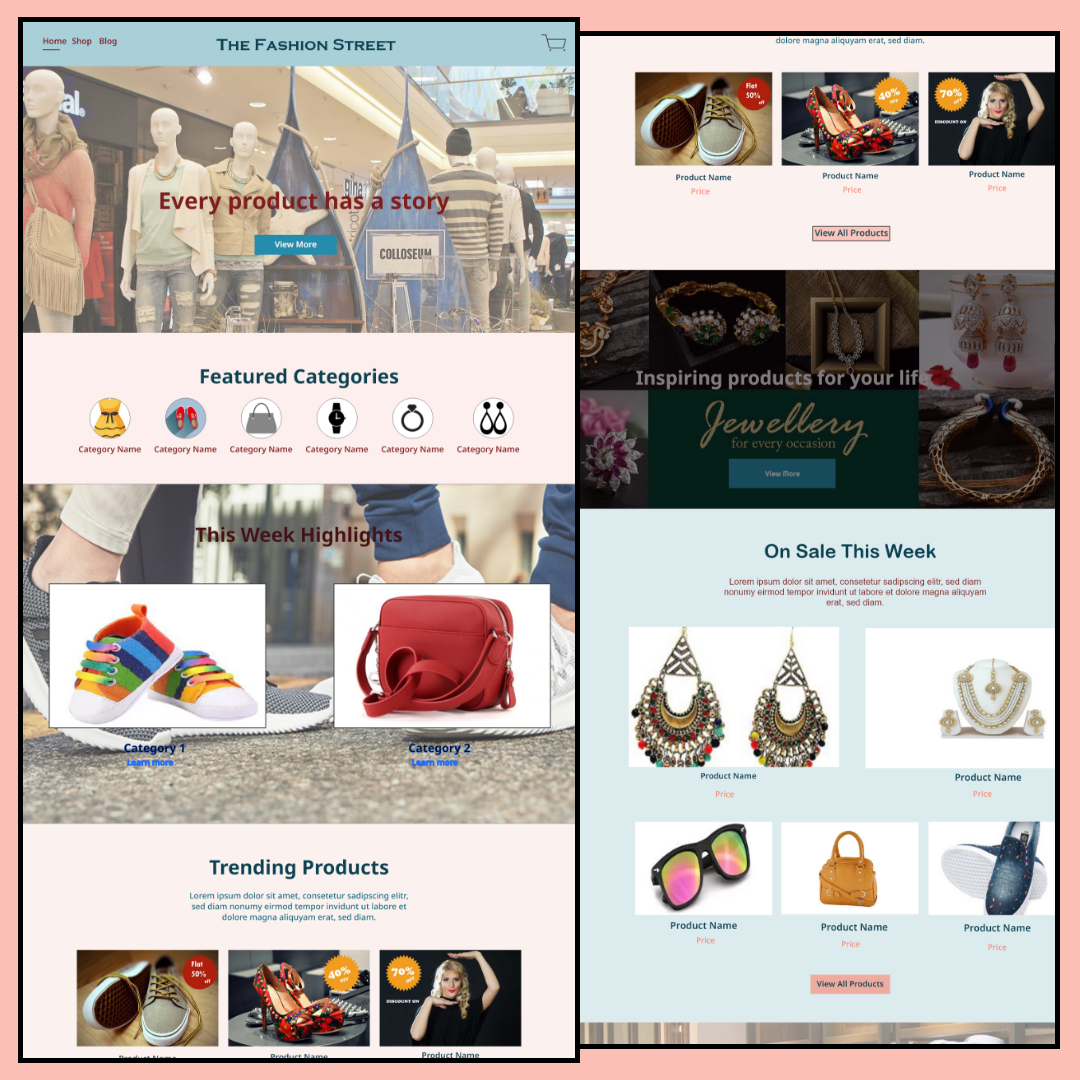 Home Shop Blog
THE FASHION STREET
Every product has a story
View More
COLLOSEUM
Featured Categories
Category Name Category Name Category Name Category Name Category Name Category Name
This Week Highlights
Category 1 Category 2
Learn more Learn more
Trending Products
Lorem ipsum dolor sit amet, consetetur sadipscing elitr,
sed diam nonumy eirmod tempor invidunt ut labore et
dolore magna aliquyam erat, sed diam.
Flat
50%
off
40%
OFF
70%
OFF
DISCOUNT ON
Product Name Product Name Product Name
dolore magna aliquyam erat, sed diam.
Flat
50%
off
40%
OFF
70%
OFF
DISCOUNT ON
Product Name Product Name Product Name
Price Price Price
View All Products
Inspiring products for your life
Jewellery
for every occasion
View More
On Sale This Week
Lorem ipsum dolor sit amet, consetetur sadipscing elitr, sed diam
nonumy eirmod tempor invidunt ut labore et dolore magna aliquyam
erat, sed diam.
Product Name Product Name
Price Price
Product Name Product Name Product Name
Price Price Price
View All Products